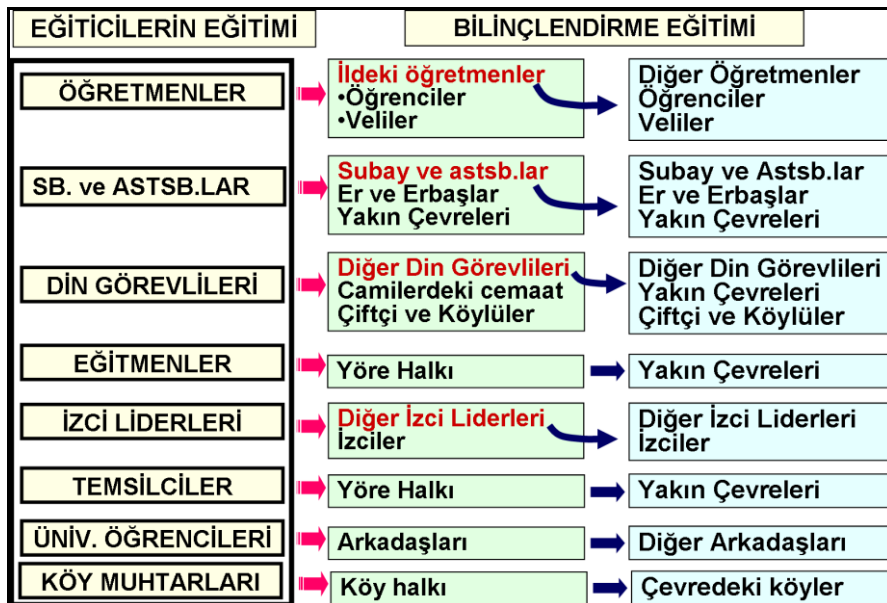 EĞİTİCİLERİN EĞİTİMİ
BİLİNÇLENDİRME EĞİTİMİ
ÖĞRETMENLER
İldeki öğretmenler
•Öğrenciler
•Veliler
Diğer Öğretmenler
Öğrenciler
Veliler
SB. ve ASTSB.LAR
Subay ve astsb.lar
Er ve Erbaşlar
Yakın Çevreleri
Subay ve Astsb.lar
Er ve Erbaşlar
Yakın Çevreleri
DİN GÖREVLİLERİ
Diğer Din Görevlileri
Camilerdeki cemaat
Çiftçi ve Köylüler
Diğer Din Görevlileri
Yakın Çevreleri
Çiftçi ve Köylüler
EĞİTMENLER
Yöre Halkı
Yakın Çevreleri
İZCİ LİDERLERİ
Diğer İzci Liderleri
İzciler
Diğer İzci Liderleri
İzciler
TEMSİLCİLER
Yöre Halkı
Yakın Çevreleri
ÜNİV. ÖĞRENCİLERİ
Arkadaşları
Diğer Arkadaşları
KÖY MUHTARLARI
Köy halkı
Çevredeki köyler